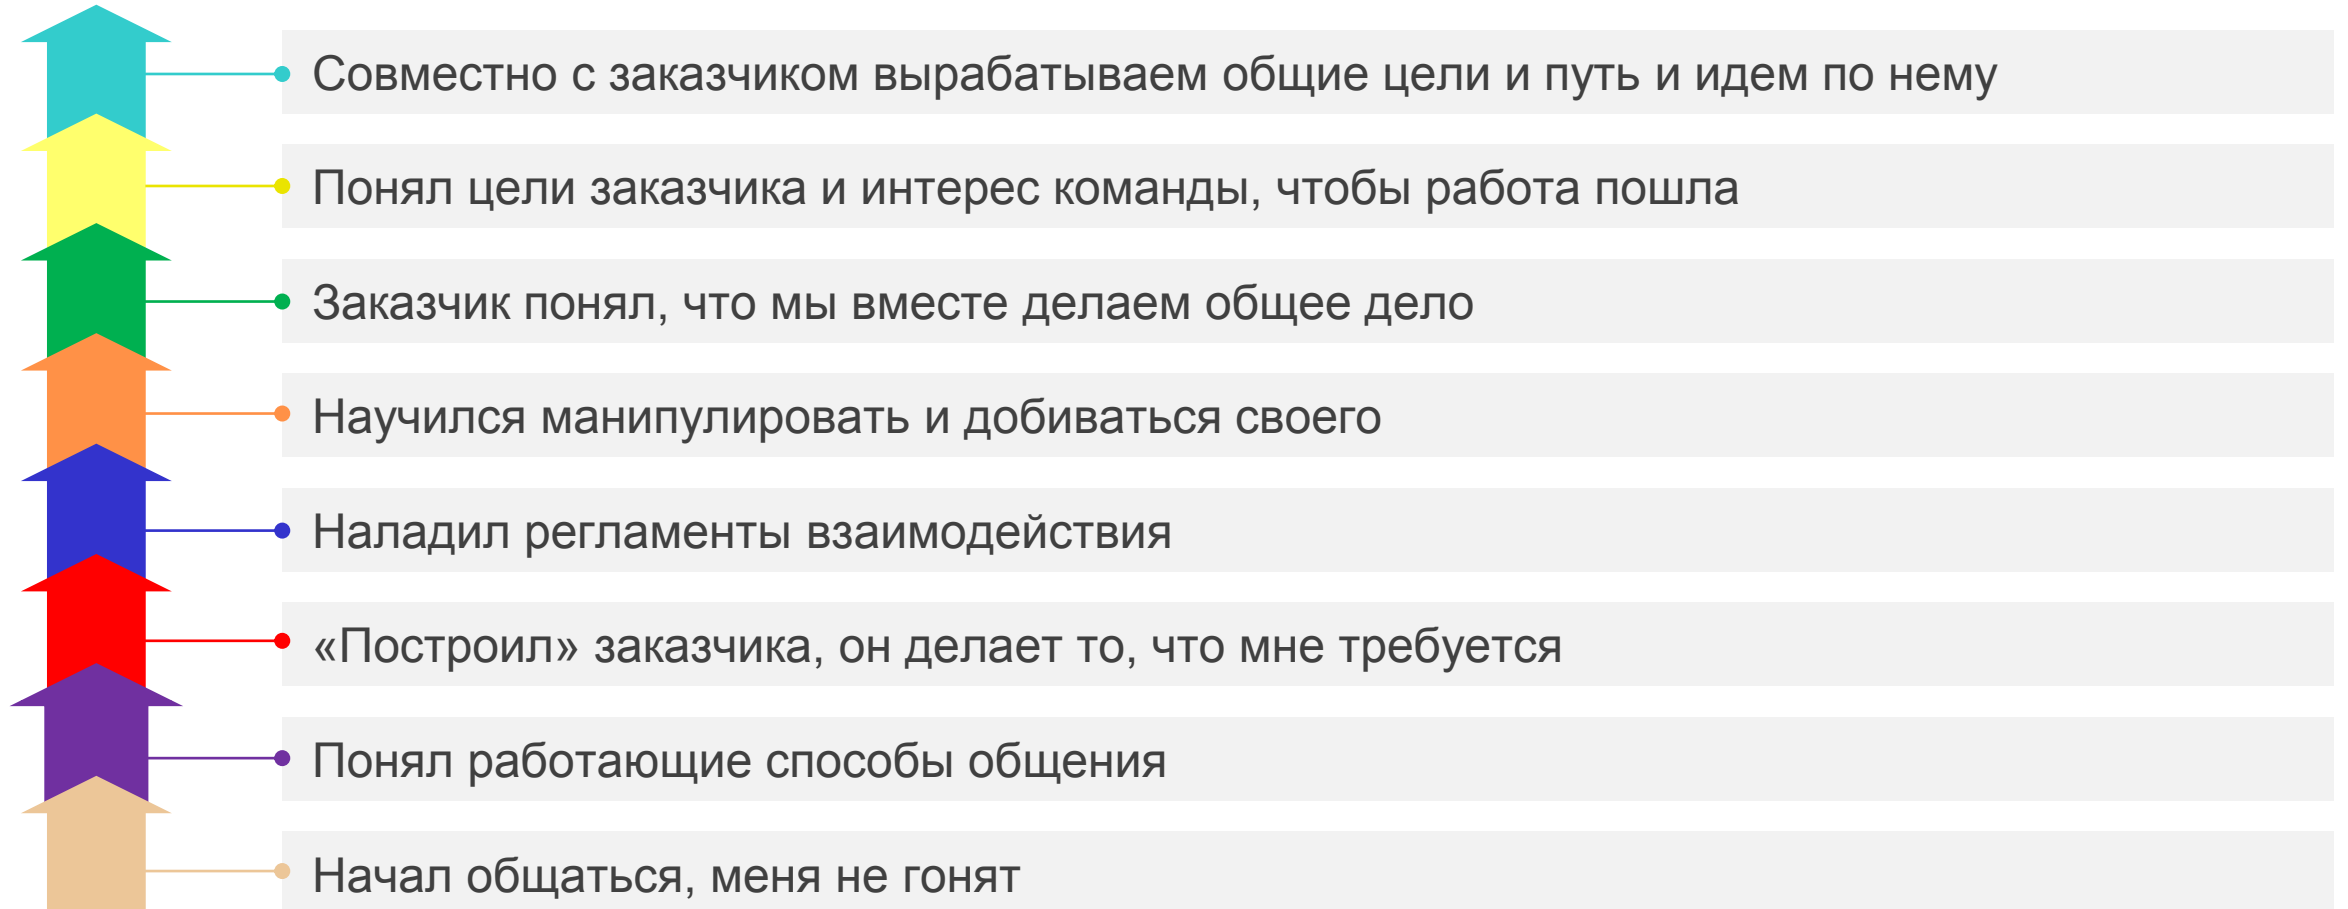 Совместно с заказчиком вырабатываем общие цели и путь и идем по нему
Понял цели заказчика и интерес команды, чтобы работа пошла
Заказчик понял, что мы вместе делаем общее дело
Научился манипулировать и добиваться своего
Наладил регламенты взаимодействия
«Построил» заказчика, он делает то, что мне требуется
Понял работающие способы общения
Начал общаться, меня не гонят